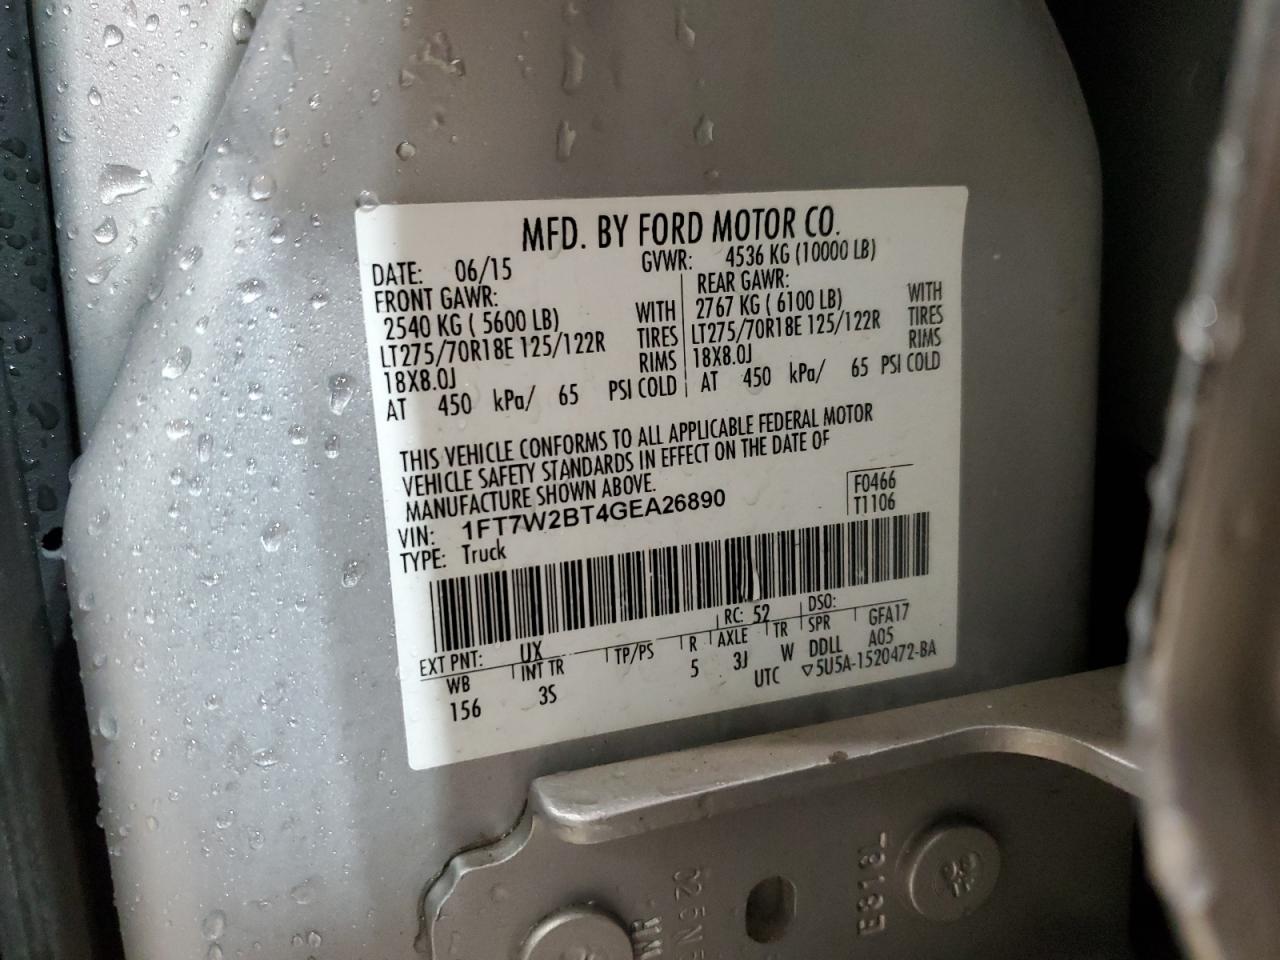 MFD. BY FORD MOTOR CO.
DATE: 06/15 GVWR: 4536 KG (10000 LB)
FRONT GAWR: REAR GAWR:
2540 KG ( 5600 LB) WITH 2767 KG ( 6100 LB) WITH
LT275/70R18E 125/122R TIRES LT275/70R18E 125/122R TIRES
18X8.0J RIMS 18X8.0J RIMS
AT 450 kPa/ 65 PSI COLD AT 450 kPa/ 65 PSI COLD
THIS VEHICLE CONFORMS TO ALL APPLICABLE FEDERAL MOTOR
VEHICLE SAFETY STANDARDS IN EFFECT ON THE DATE OF
MANUFACTURE SHOWN ABOVE.
F0466
VIN: 1FT7W2BT4GEA26890 T1106
TYPE: Truck
EXT PNT: UX RC: 52 DSO:
WB INT TR TP/PS R AXLE TR SPR GFA17
156 3S 5 3J W DDLL A05
UTC ▽5U5A-1520472-BA
E818L